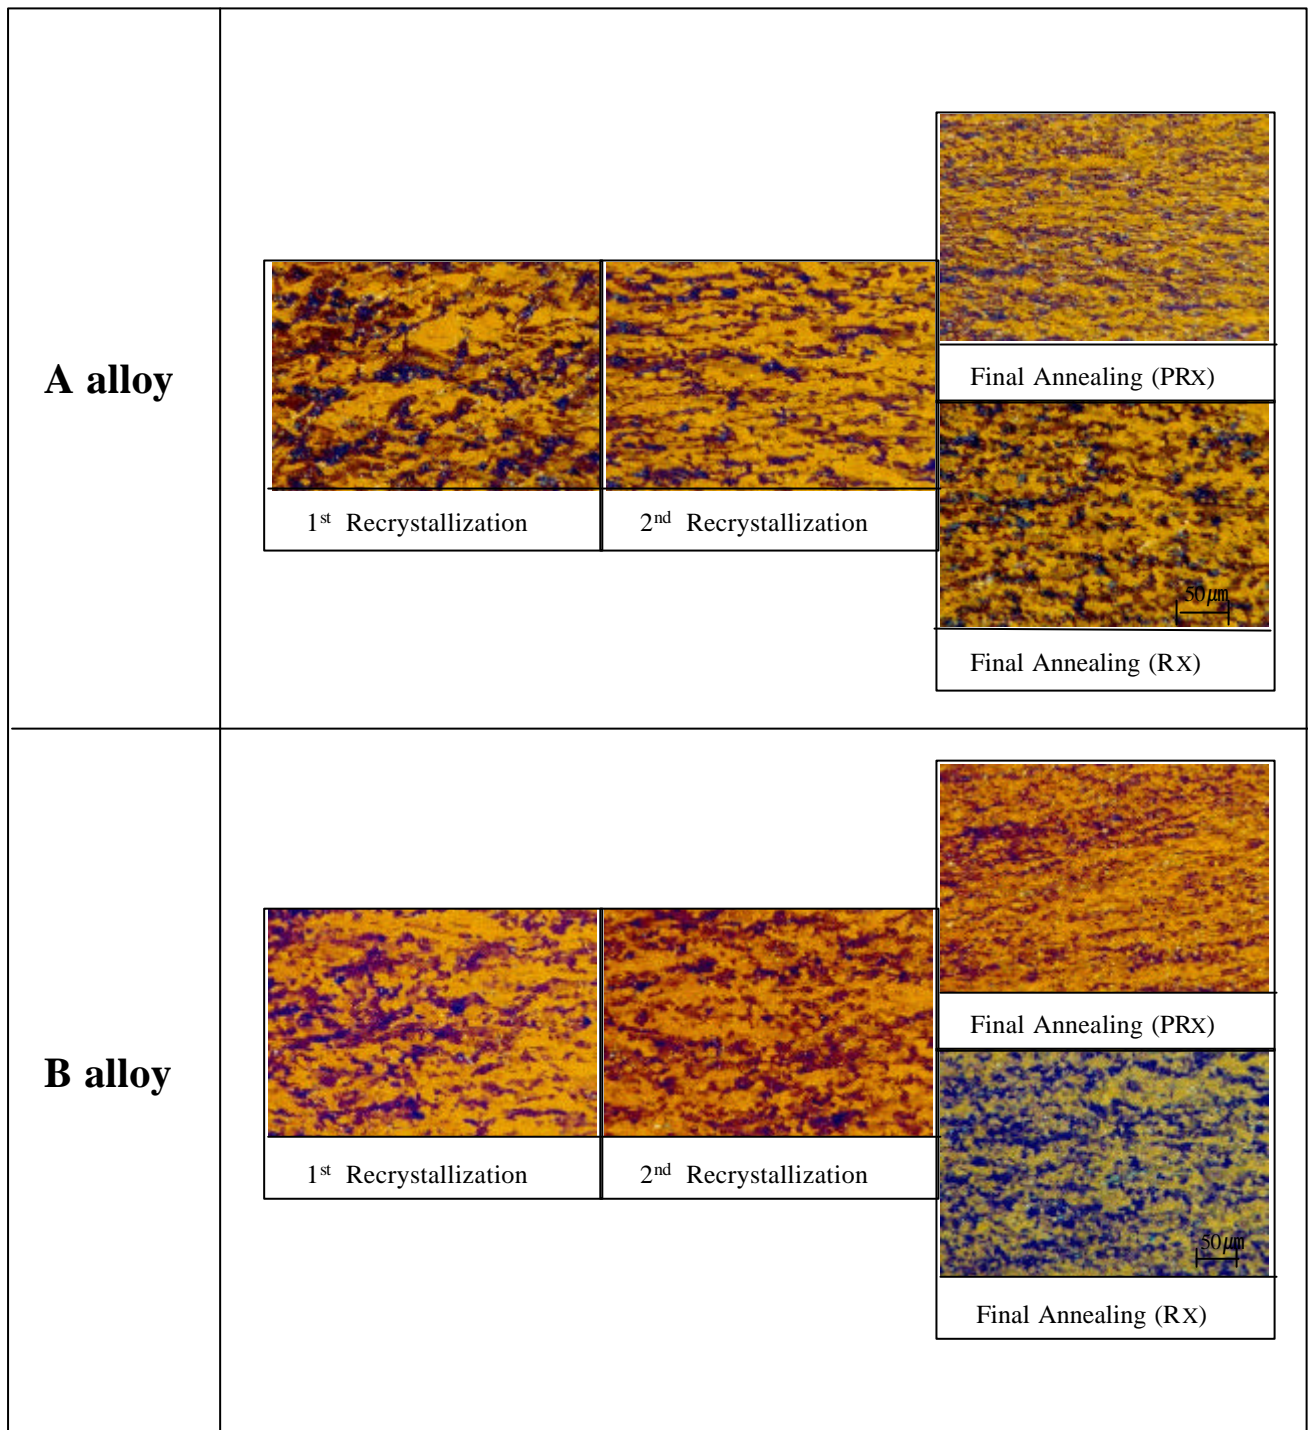 A alloy
1st Recrystallization
2nd Recrystallization
Final Annealing (PRX)
50㎛
Final Annealing (RX)
B alloy
1st Recrystallization
2nd Recrystallization
Final Annealing (PRX)
50㎛
Final Annealing (RX)